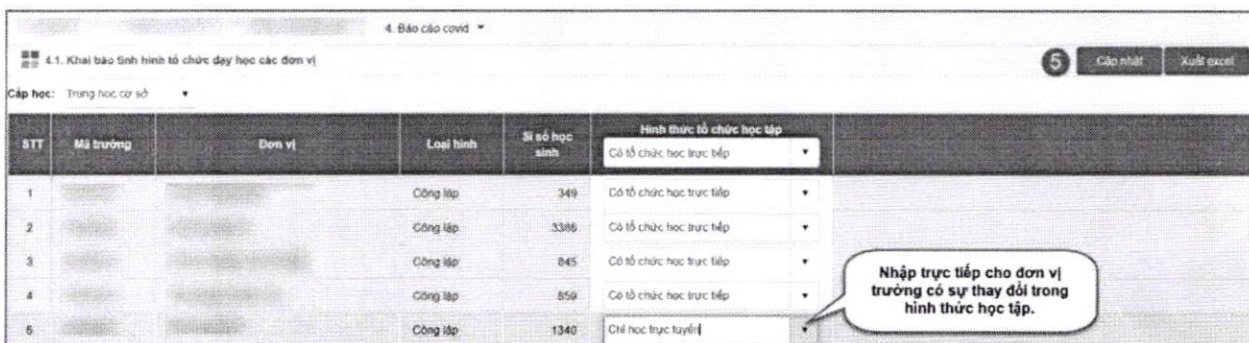 4. Báo cáo covid
4.1. Khai báo tình hình tổ chức dạy học các đơn vị
5
Cập nhật
Xuất excel
Cấp học: Trung học cơ sở
STT
Mã trường
Đơn vị
Loại hình
Sĩ số học sinh
Hình thức tổ chức học tập
Có tổ chức học trực tiếp
1 Công lập 349 Có tổ chức học trực tiếp
2 Công lập 3386 Có tổ chức học trực tiếp
3 Công lập 845 Có tổ chức học trực tiếp
4 Công lập 859 Có tổ chức học trực tiếp
5 Công lập 1340 Chỉ học trực tuyến
Nhập trực tiếp cho đơn vị
trường có sự thay đổi trong
hình thức học tập.